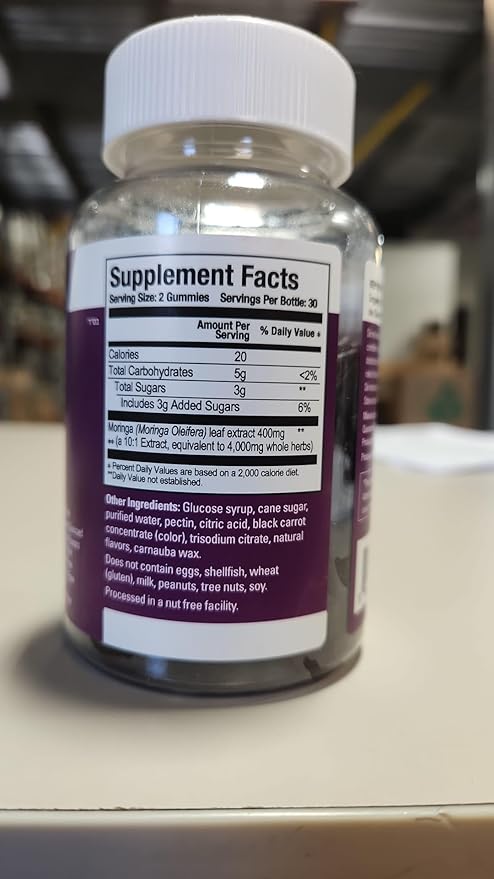 Supplement Facts
Serving Size: 2 Gummies Servings Per Bottle: 30
Amount Per Serving % Daily Value +
Calories 20
Total Carbohydrates 5g <2%
Total Sugars 3g **
Includes 3g Added Sugars 6%
Moringa (Moringa Oleifera) leaf extract 400mg **
** (a 10:1 Extract, equivalent to 4,000mg whole herbs)
+ Percent Daily Values are based on a 2,000 calorie diet.
**Daily Value not established.
Other Ingredients: Glucose syrup, cane sugar,
purified water, pectin, citric acid, black carrot
concentrate (color), trisodium citrate, natural
flavors, carnauba wax.
Does not contain eggs, shellfish, wheat
(gluten), milk, peanuts, tree nuts, soy.
Processed in a nut free facility.